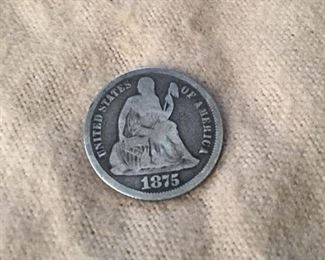 UNITED STATES OF AMERICA
1875